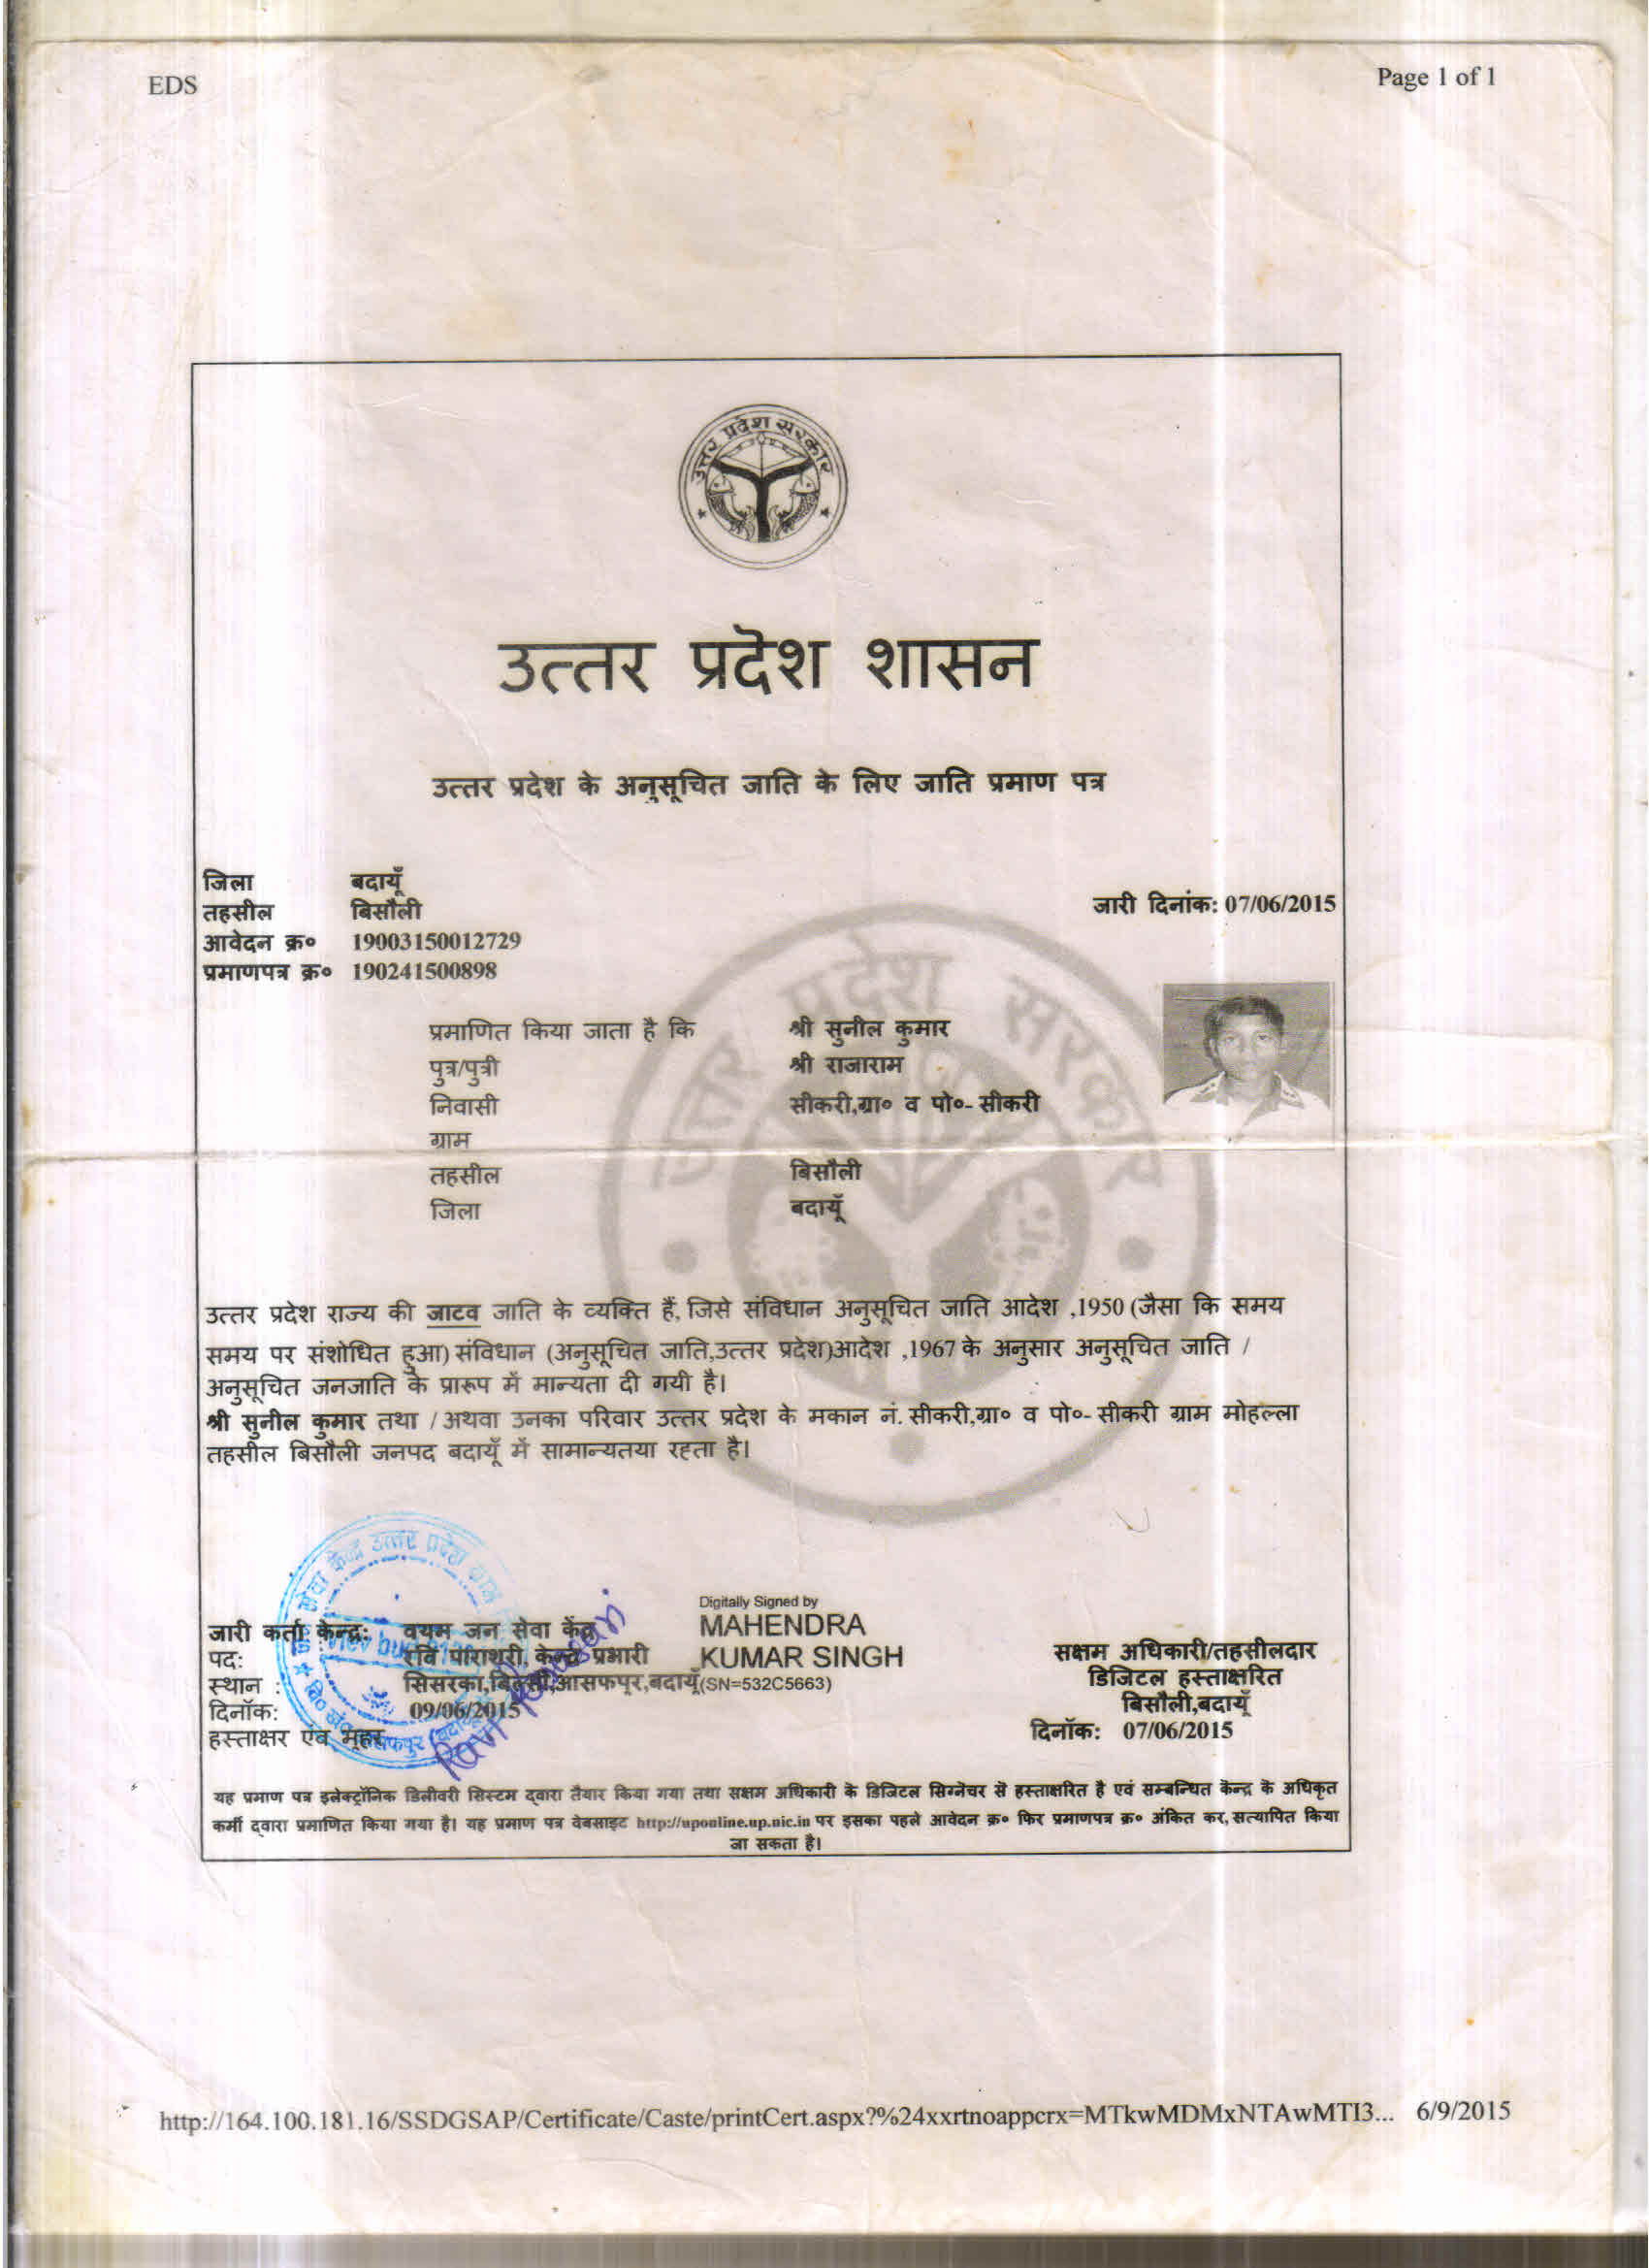 EDS
Page 1 of 1
उत्तर प्रदेश सरकार
उत्तर प्रदेश शासन
उत्तर प्रदेश के अनुसूचित जाति के लिए जाति प्रमाण पत्र
जिला बदायूँ
तहसील बिसौली
जारी दिनांक: 07/06/2015
आवेदन क्र० 19003150012729
प्रमाणपत्र क्र० 190241500898
प्रमाणित किया जाता है कि श्री सुनील कुमार
पुत्र/पुत्री श्री राजाराम
निवासी सीकरी,ग्रा० व पो०- सीकरी
ग्राम
तहसील बिसौली
जिला बदायूँ
उत्तर प्रदेश सरकार
उत्तर प्रदेश राज्य की जाटव जाति के व्यक्ति हैं, जिसे संविधान अनुसूचित जाति आदेश ,1950 (जैसा कि समय
समय पर संशोधित हुआ) संविधान (अनुसूचित जाति,उत्तर प्रदेश)आदेश ,1967 के अनुसार अनुसूचित जाति /
अनुसूचित जनजाति के प्रारूप में मान्यता दी गयी है।
श्री सुनील कुमार तथा / अथवा उनका परिवार उत्तर प्रदेश के मकान नं. सीकरी,ग्रा० व पो०- सीकरी ग्राम मोहल्ला
तहसील बिसौली जनपद बदायूँ में सामान्यतया रहता है।
जारी कर्ता केन्द्र: वयम जन सेवा केंद्र
पद: रवि पाराशरी, केन्द्र प्रभारी
स्थान : सिसरका,बिल्सी,आसफपूर,बदायूँ
दिनाँक: 09/06/2015
हस्ताक्षर एंव मूहर
सेवा केन्द्र उत्तर प्रदेश ग्राम
Digitally Signed by
MAHENDRA
KUMAR SINGH
(SN=532C5663)
सक्षम अधिकारी/तहसीलदार
डिजिटल हस्ताक्षरित
बिसौली,बदायूँ
दिनाँक: 07/06/2015
यह प्रमाण पत्र इलेक्ट्रॉनिक डिलीवरी सिस्टम द्वारा तैयार किया गया तथा सक्षम अधिकारी के डिजिटल सिग्नेचर से हस्ताक्षरित है एवं सम्बन्धित केन्द्र के अधिकृत
कर्मी द्वारा प्रमाणित किया गया है। यह प्रमाण पत्र वेबसाइट http://uponline.up.nic.in पर इसका पहले आवेदन क्र० फिर प्रमाणपत्र क्र० अंकित कर, सत्यापित किया
जा सकता है।
http://164.100.181.16/SSDGSAP/Certificate/Caste/printCert.aspx?%24xxrtnoappcrx=MTkwMDMxNTAwMTI3... 6/9/2015